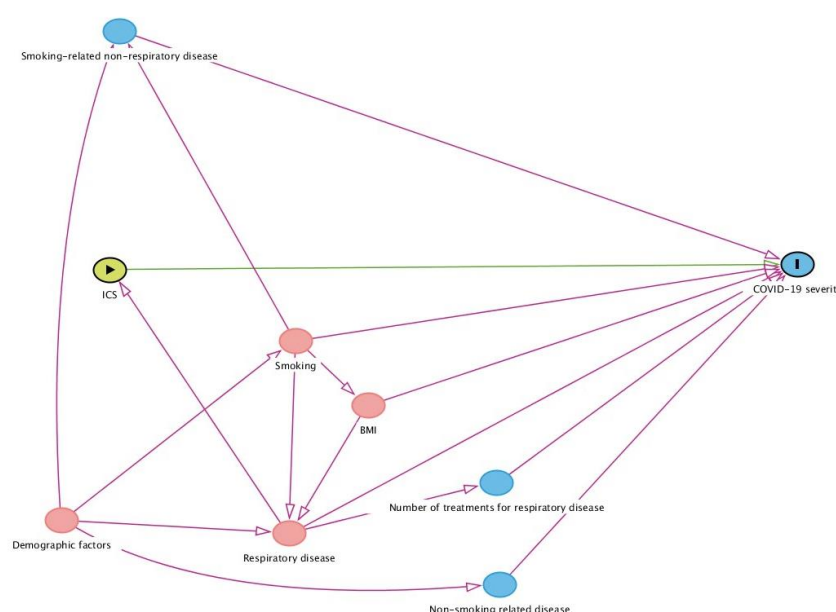 Smoking-related non-respiratory disease
ICS
COVID-19 severit
Smoking
BMI
Number of treatments for respiratory disease
Demographic factors
Respiratory disease
Non-smoking related disease